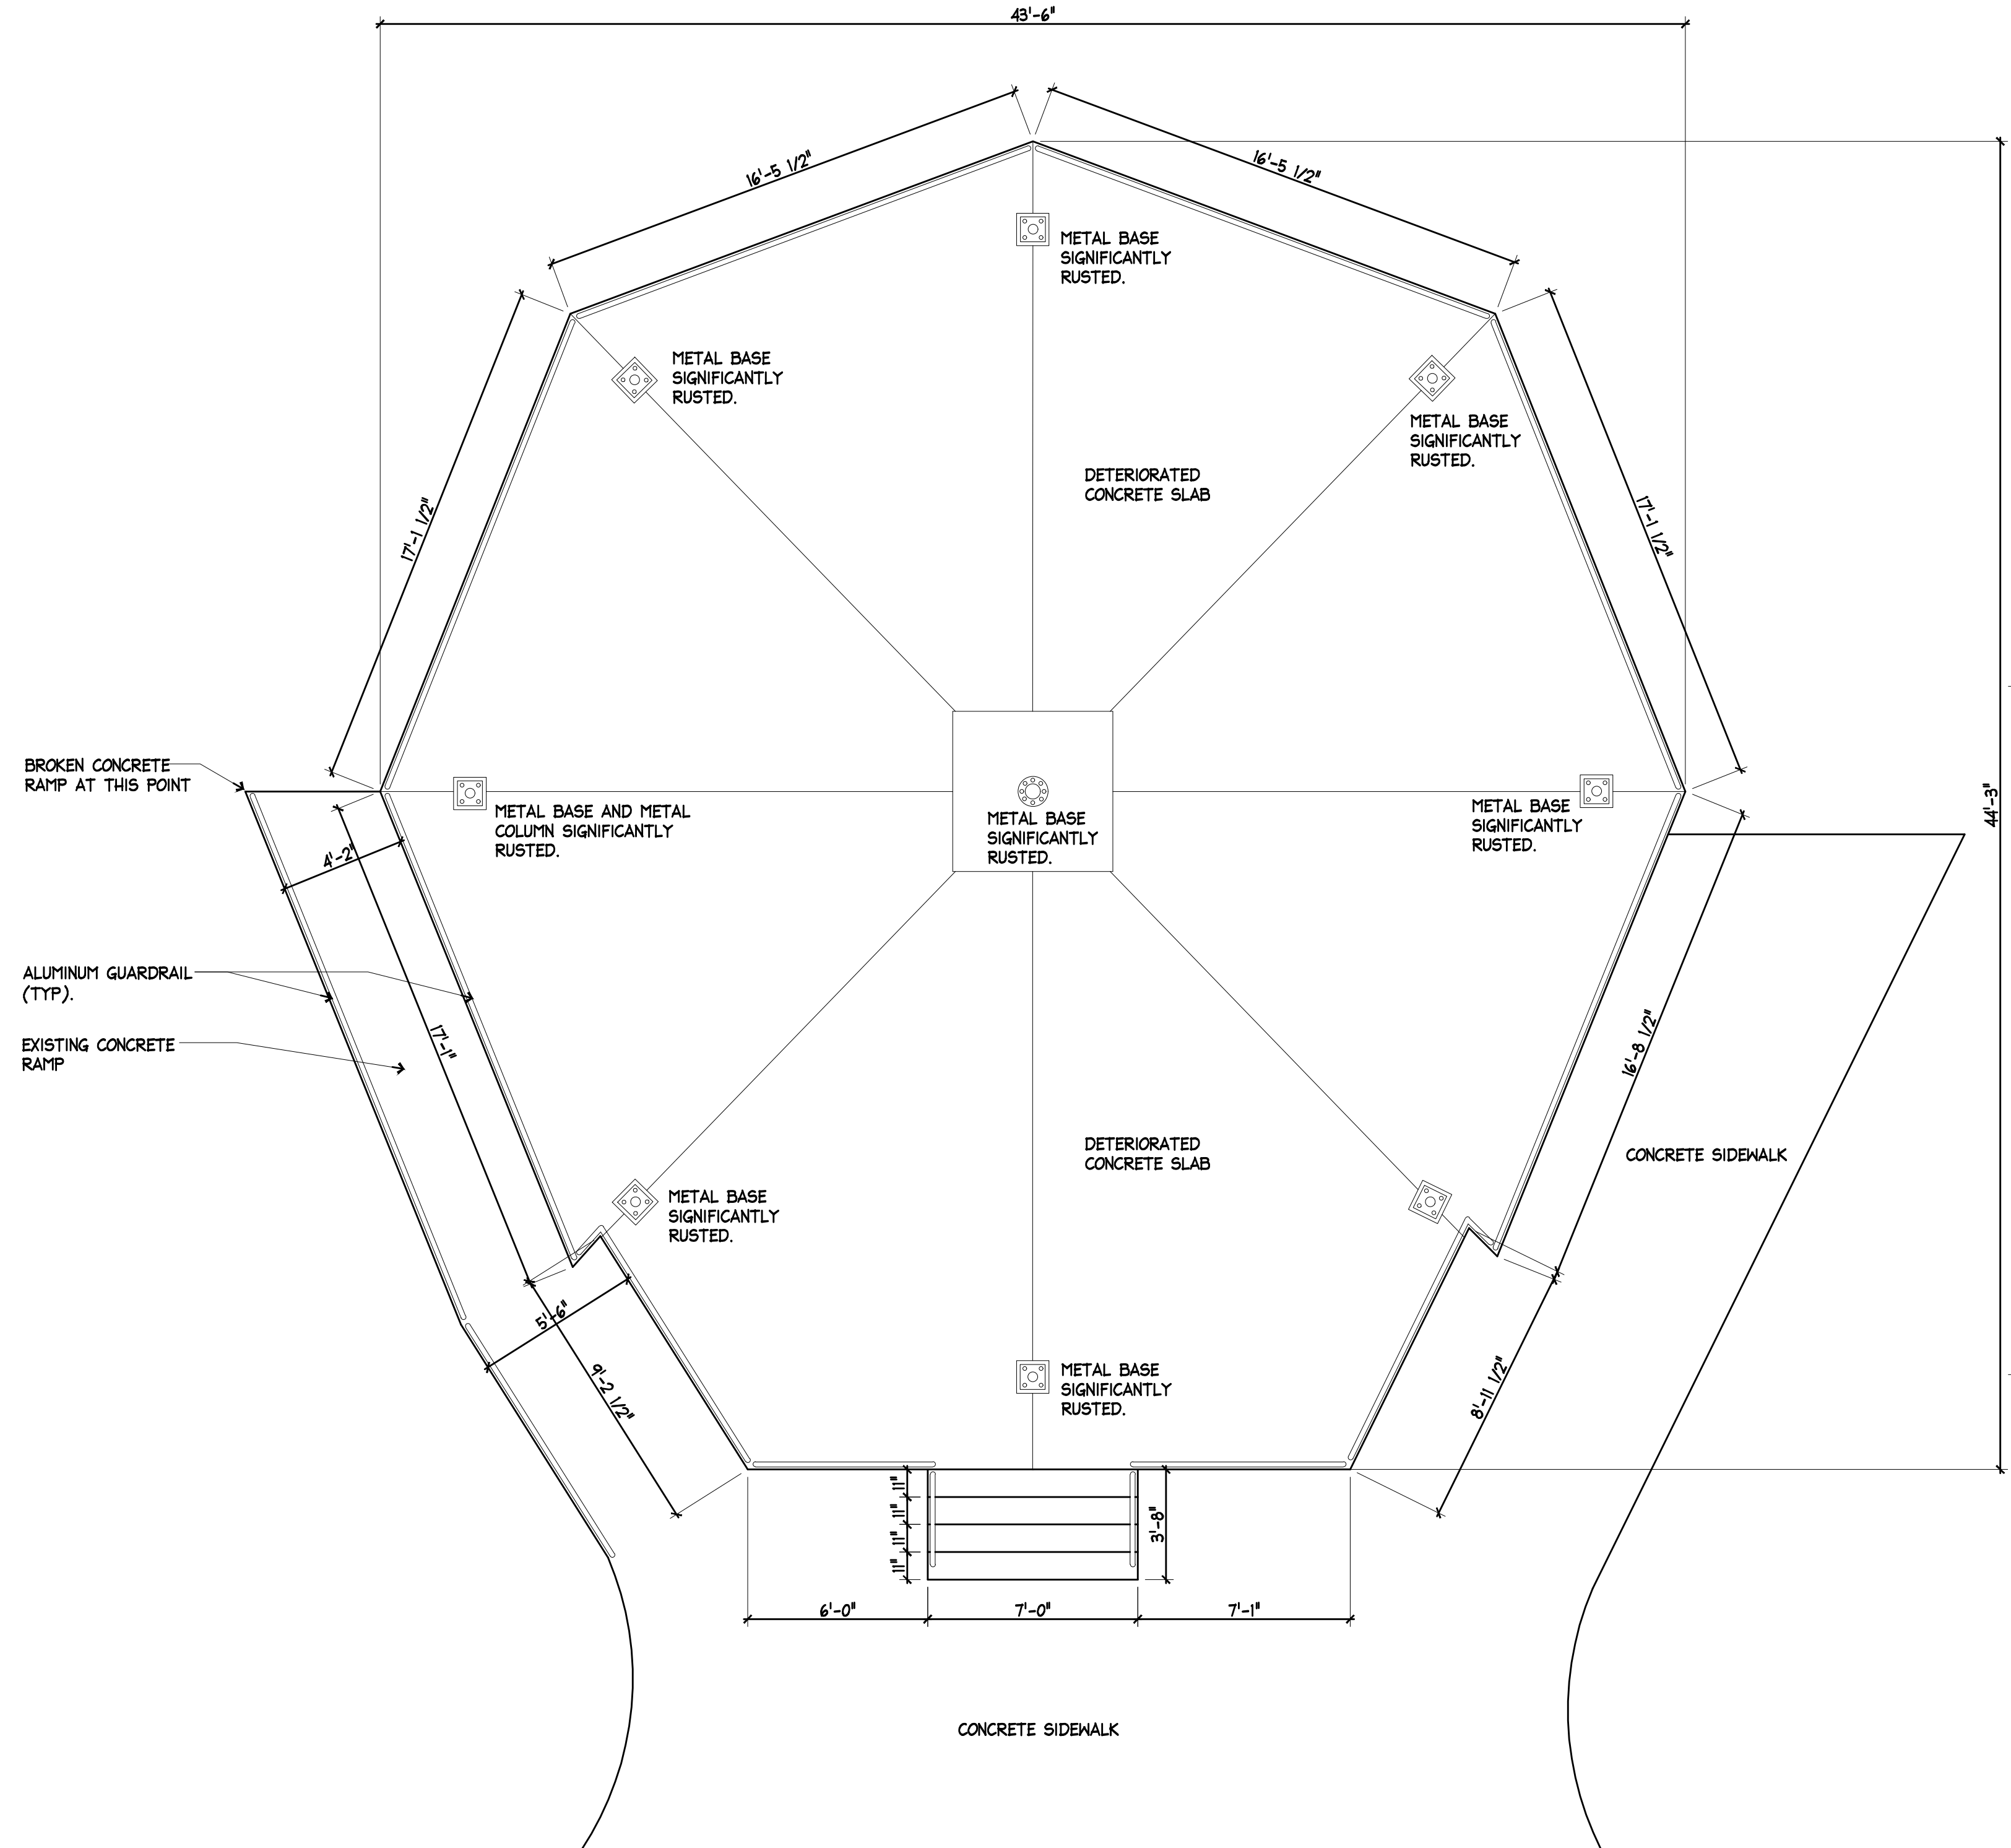 43'-6"
16'-5 1/2"
16'-5 1/2"
METAL BASE
SIGNIFICANTLY
RUSTED.
METAL BASE
SIGNIFICANTLY
RUSTED.
METAL BASE
SIGNIFICANTLY
RUSTED.
DETERIORATED
CONCRETE SLAB
17'-1 1/2"
17'-1 1/2"
BROKEN CONCRETE
RAMP AT THIS POINT
METAL BASE AND METAL
COLUMN SIGNIFICANTLY
RUSTED.
METAL BASE
SIGNIFICANTLY
RUSTED.
METAL BASE
SIGNIFICANTLY
RUSTED.
44'-3"
4'-2"
ALUMINUM GUARDRAIL
(TYP).
EXISTING CONCRETE
RAMP
17'-1"
16'-8 1/2"
DETERIORATED
CONCRETE SLAB
CONCRETE SIDEWALK
METAL BASE
SIGNIFICANTLY
RUSTED.
5'-6"
9'-2 1/2"
METAL BASE
SIGNIFICANTLY
RUSTED.
8'-11 1/2"
11"
11"
11"
11"
3'-8"
6'-0"
7'-0"
7'-1"
CONCRETE SIDEWALK